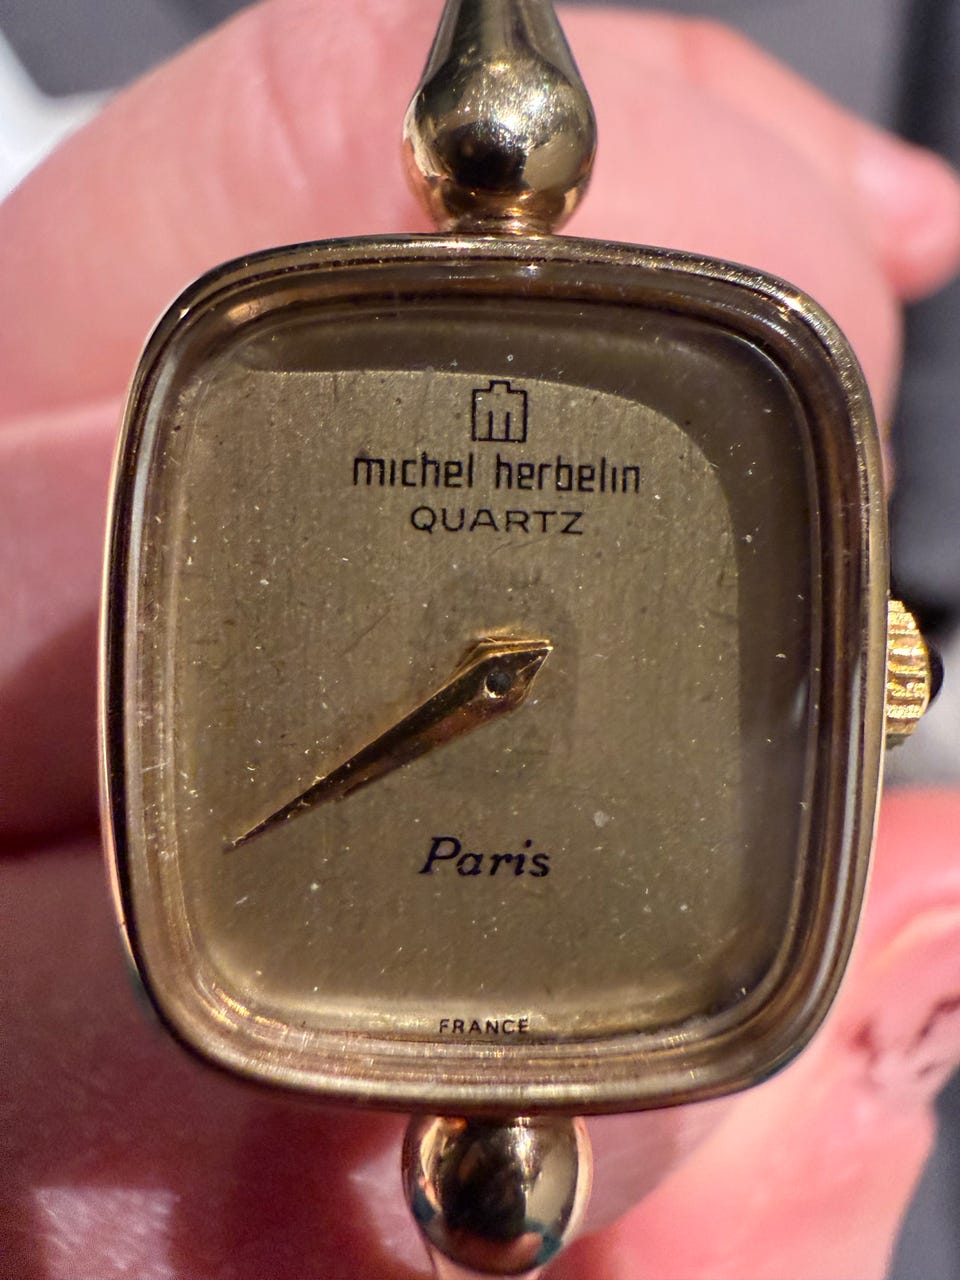 michel herbelin
QUARTZ
Paris
FRANCE